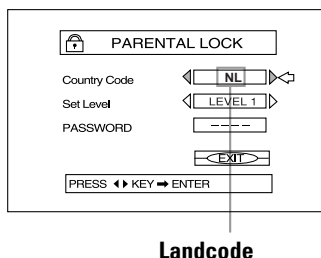 PARENTAL LOCK
Country Code NL
Set Level LEVEL 1
PASSWORD ----
EXIT
PRESS ◀ ▶ KEY ➡ ENTER
Landcode